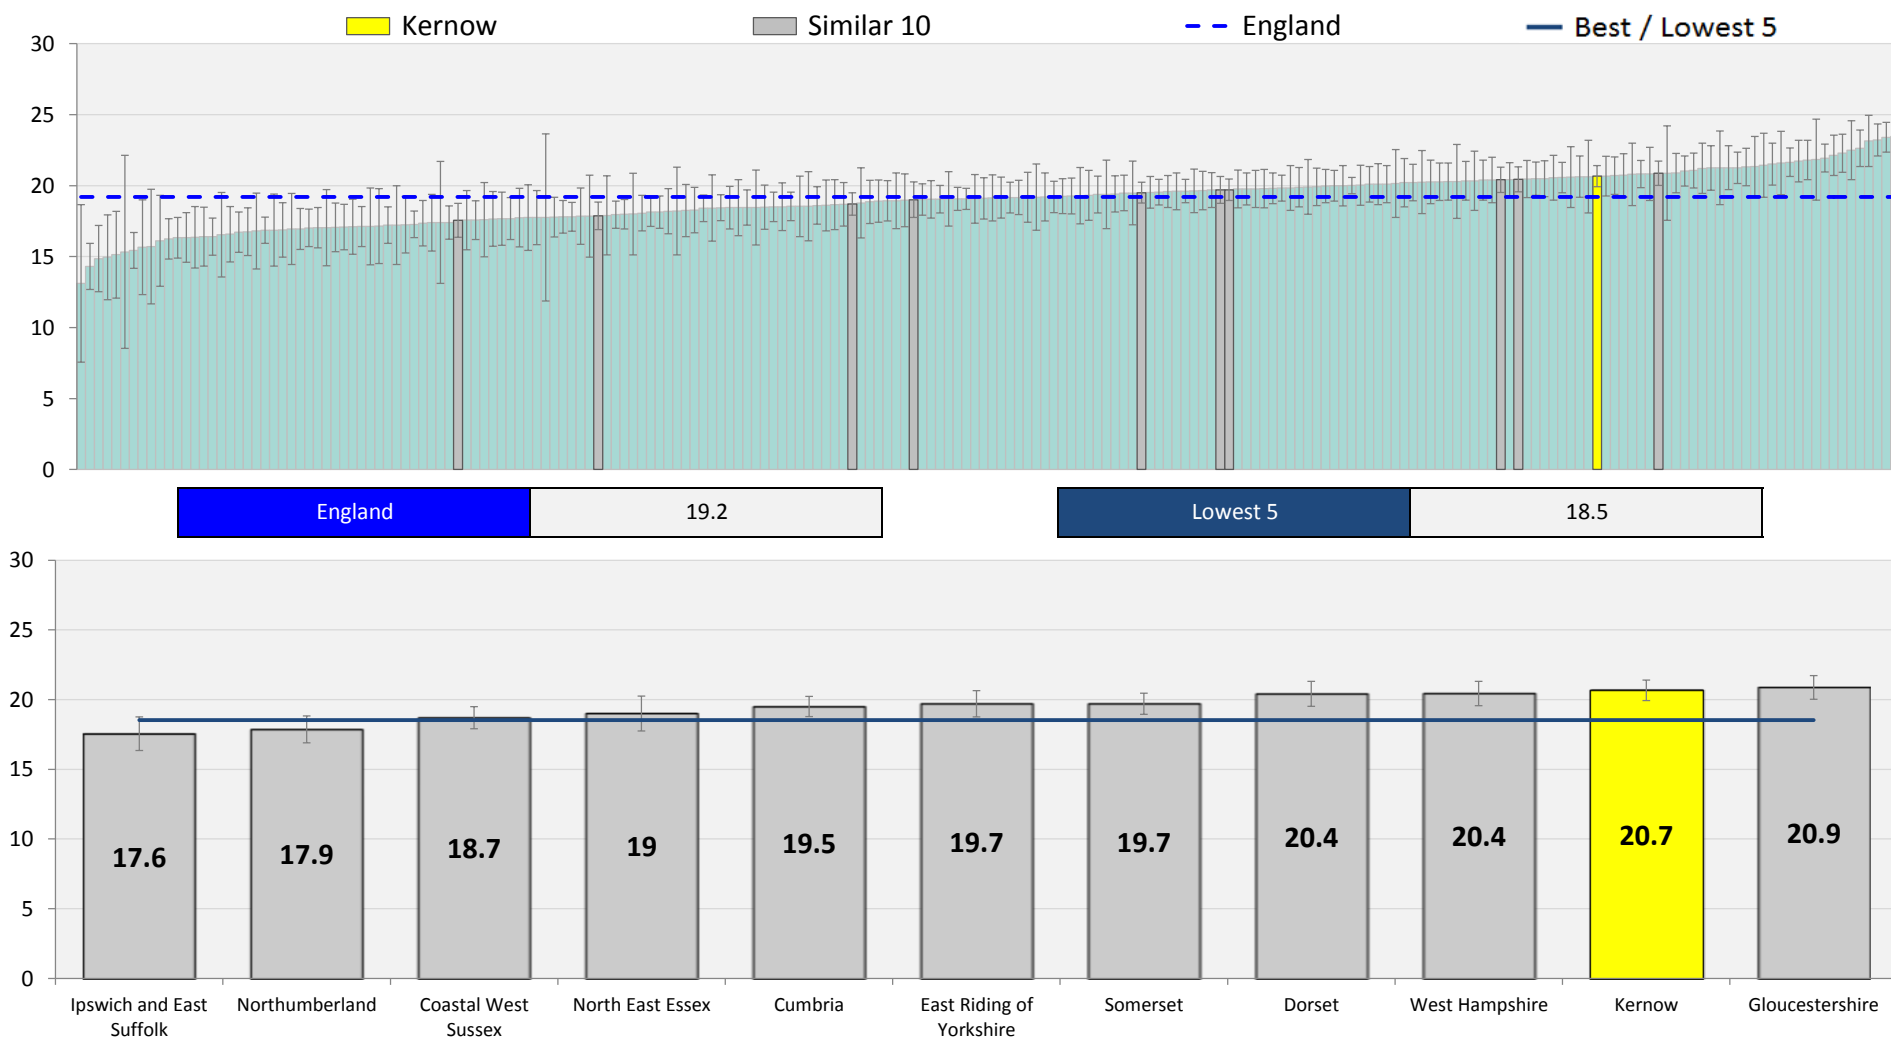 Kernow Similar 10 England Best / Lowest 5
30
25
20
15
10
5
0
England 19.2 Lowest 5 18.5
30
25
20
15
10
5
0
17.6 17.9 18.7 19 19.5 19.7 19.7 20.4 20.4 20.7 20.9
Ipswich and East
Suffolk
Northumberland
Coastal West
Sussex
North East Essex
Cumbria
East Riding of
Yorkshire
Somerset
Dorset
West Hampshire
Kernow
Gloucestershire